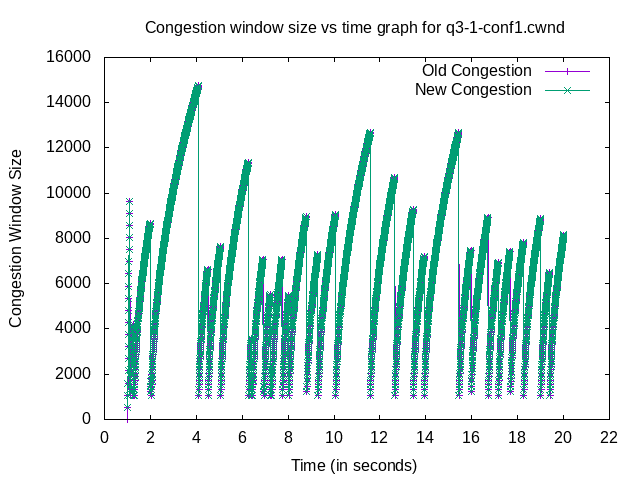 Congestion window size vs time graph for q3-1-conf1.cwnd
16000
14000
12000
10000
8000
6000
4000
2000
0
Old Congestion
New Congestion
Congestion Window Size
0 2 4 6 8 10 12 14 16 18 20 22
Time (in seconds)